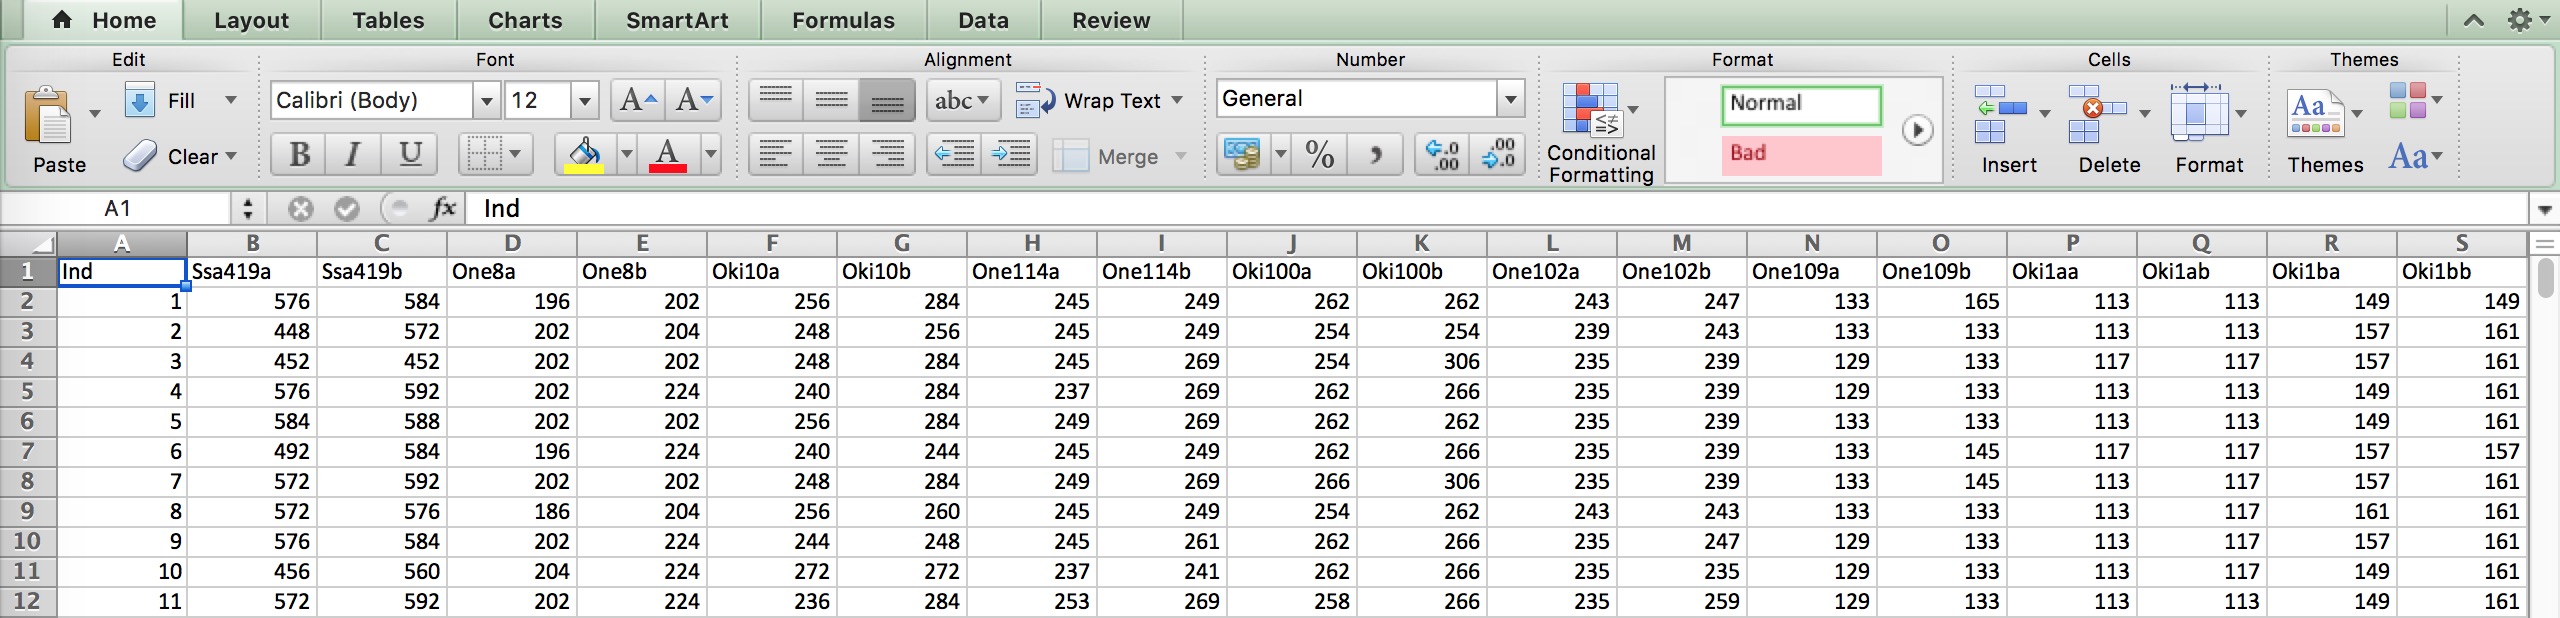 Home Layout Tables Charts SmartArt Formulas Data Review
Edit Font Alignment Number Format Cells Themes
Fill Calibri (Body) 12 A A abc Wrap Text General Normal Aa
Paste Clear B I U A Merge % , .0 .00 .00 .0 Conditional Formatting Bad Insert Delete Format Themes Aa
A1 fx Ind
A B C D E F G H I J K L M N O P Q R S
1 Ind Ssa419a Ssa419b One8a One8b Oki10a Oki10b One114a One114b Oki100a Oki100b One102a One102b One109a One109b Oki1aa Oki1ab Oki1ba Oki1bb
2 1 576 584 196 202 256 284 245 249 262 262 243 247 133 165 113 113 149 149
3 2 448 572 202 204 248 256 245 249 254 254 239 243 133 133 113 113 157 161
4 3 452 452 202 202 248 284 245 269 254 306 235 239 129 133 117 117 157 161
5 4 576 592 202 224 240 284 237 269 262 266 235 239 129 133 113 113 149 161
6 5 584 588 202 202 256 284 249 269 262 262 235 239 133 133 113 113 149 161
7 6 492 584 196 224 240 244 245 249 262 266 235 239 133 145 117 117 157 157
8 7 572 592 202 202 248 284 249 269 266 306 235 239 133 145 113 117 157 161
9 8 572 576 186 204 256 260 245 249 254 262 243 243 133 133 113 117 161 161
10 9 576 584 202 224 244 248 245 261 262 266 235 247 129 133 113 117 157 161
11 10 456 560 204 224 272 272 237 241 262 266 235 235 129 133 113 117 149 161
12 11 572 592 202 224 236 284 253 269 258 266 235 259 129 133 113 113 149 161